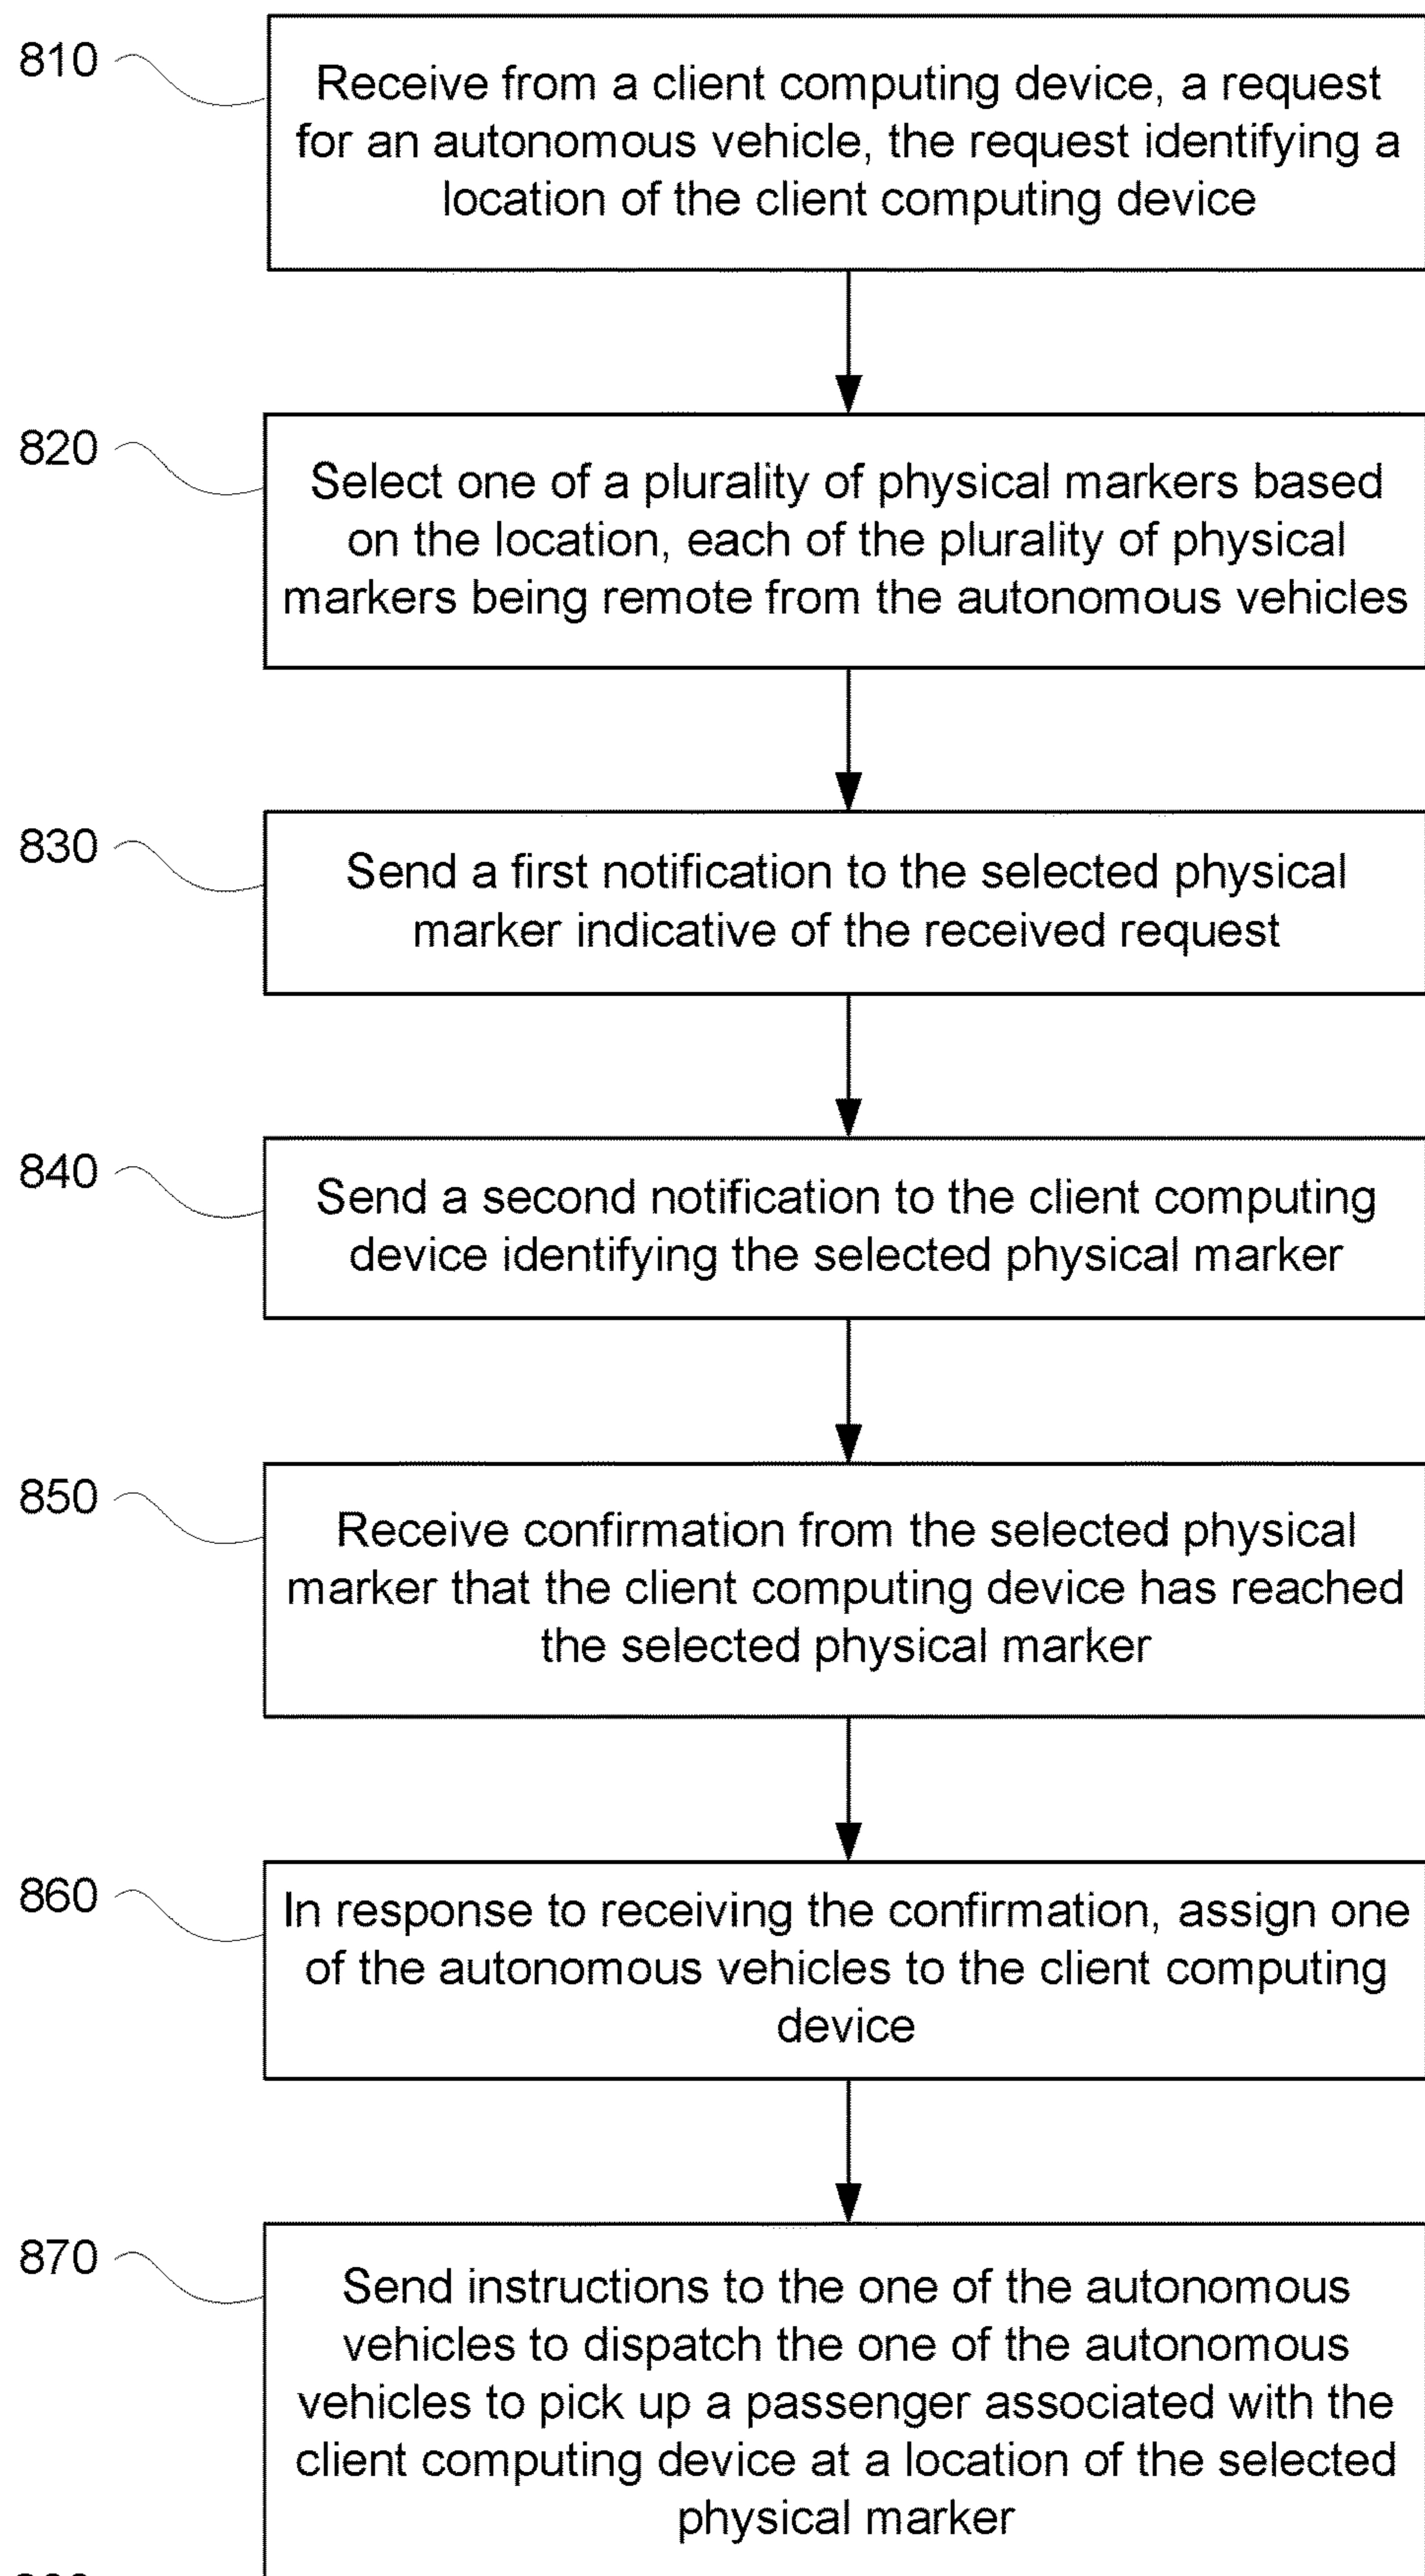 810
Receive from a client computing device, a request
for an autonomous vehicle, the request identifying a
location of the client computing device
820
Select one of a plurality of physical markers based
on the location, each of the plurality of physical
markers being remote from the autonomous vehicles
830
Send a first notification to the selected physical
marker indicative of the received request
840
Send a second notification to the client computing
device identifying the selected physical marker
850
Receive confirmation from the selected physical
marker that the client computing device has reached
the selected physical marker
860
In response to receiving the confirmation, assign one
of the autonomous vehicles to the client computing
device
870
Send instructions to the one of the autonomous
vehicles to dispatch the one of the autonomous
vehicles to pick up a passenger associated with the
client computing device at a location of the selected
physical marker